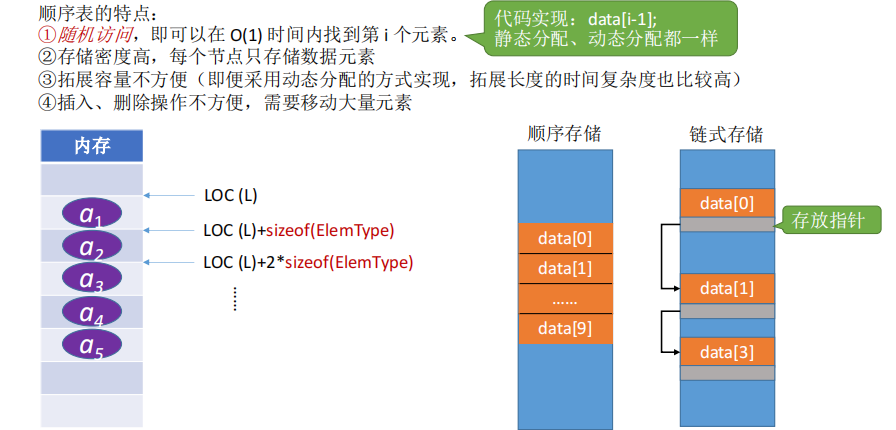 顺序表的特点：
①随机访问，即可以在 O(1) 时间内找到第 i 个元素。
代码实现：data[i-1];
静态分配、动态分配都一样
②存储密度高，每个节点只存储数据元素
③拓展容量不方便（即便采用动态分配的方式实现，拓展长度的时间复杂度也比较高）
④插入、删除操作不方便，需要移动大量元素
内存
LOC (L)
a1
LOC (L)+sizeof(ElemType)
a2
LOC (L)+2*sizeof(ElemType)
a3
......
a4
a5
顺序存储
data[0]
data[1]
......
data[9]
链式存储
data[0]
存放指针
data[1]
data[3]